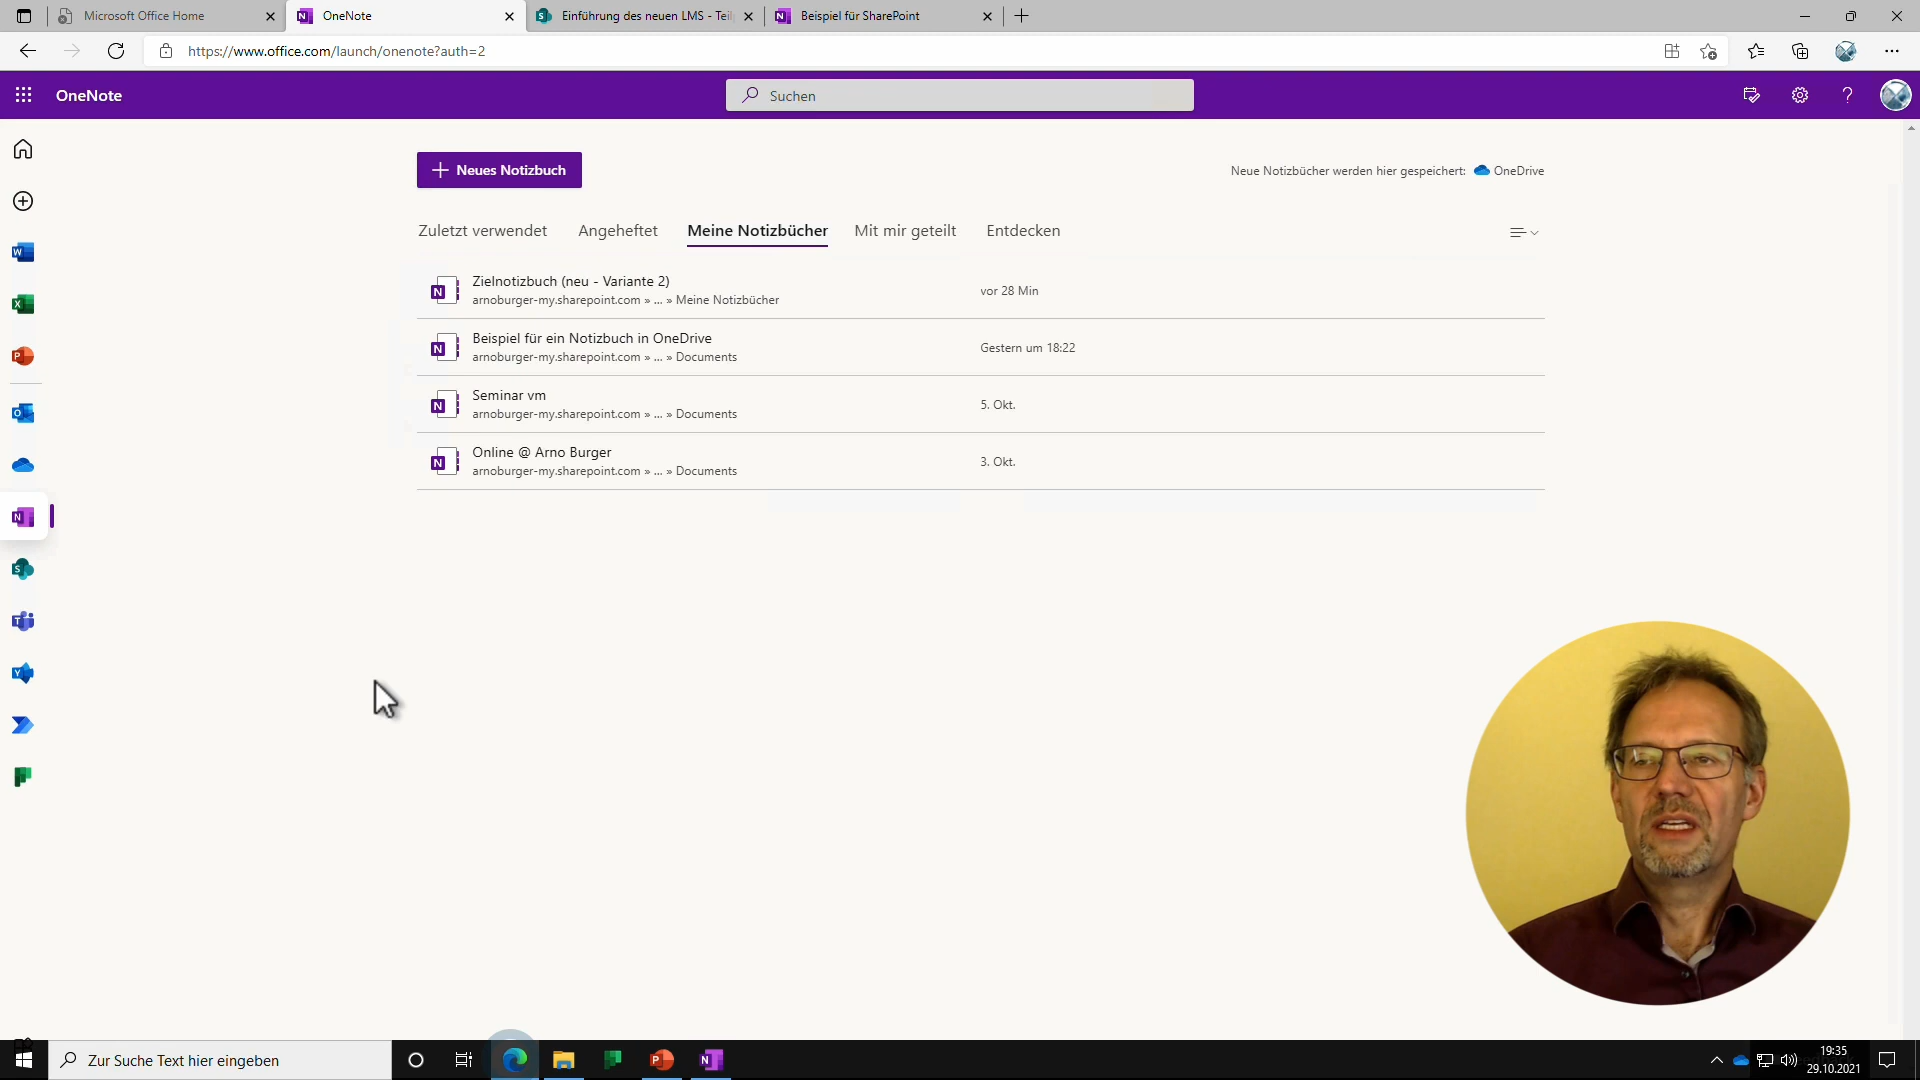 Microsoft Office Home
OneNote
Einführung des neuen LMS - Teil
Beispiel für SharePoint
https://www.office.com/launch/onenote?auth=2
OneNote
Suchen
Neues Notizbuch
Neue Notizbücher werden hier gespeichert: OneDrive
Zuletzt verwendet Angeheftet Meine Notizbücher Mit mir geteilt Entdecken
Zielnotizbuch (neu - Variante 2)
arnoburger-my.sharepoint.com » ... » Meine Notizbücher
vor 28 Min
Beispiel für ein Notizbuch in OneDrive
arnoburger-my.sharepoint.com » ... » Documents
Gestern um 18:22
Seminar vm
arnoburger-my.sharepoint.com » ... » Documents
5. Okt.
Online @ Arno Burger
arnoburger-my.sharepoint.com » ... » Documents
3. Okt.
Zur Suche Text hier eingeben
19:35
29.10.2021